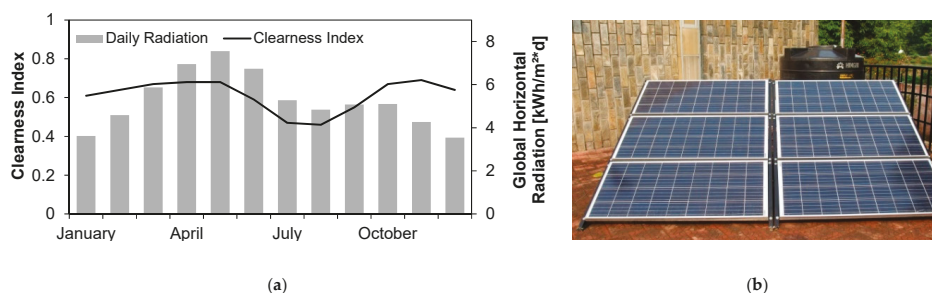 1
0.8
0.6
0.4
0.2
0
Clearness Index
Daily Radiation
Clearness Index
8
6
4
2
0
Global Horizontal
Radiation [kWh/m²*d]
January
April
July
October
(a)
(b)